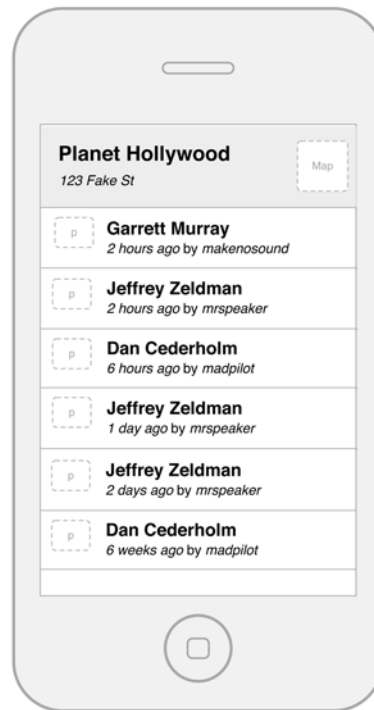 Planet Hollywood
123 Fake St
Map
p
Garrett Murray
2 hours ago by makenosound
p
Jeffrey Zeldman
2 hours ago by mrspeaker
p
Dan Cederholm
6 hours ago by madpilot
p
Jeffrey Zeldman
1 day ago by mrspeaker
p
Jeffrey Zeldman
2 days ago by mrspeaker
p
Dan Cederholm
6 weeks ago by madpilot